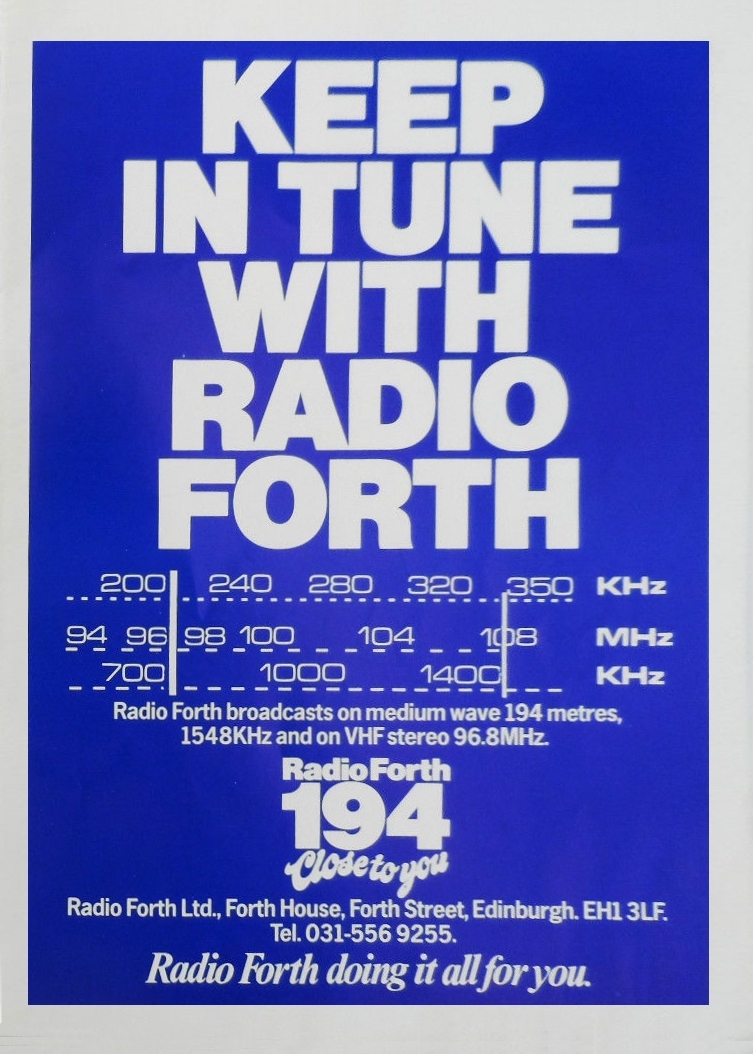 KEEP
IN TUNE
WITH
RADIO
FORTH
200 240 280 320 350 KHz
94 96 98 100 104 108 MHz
700 1000 1400 KHz
Radio Forth broadcasts on medium wave 194 metres,
1548KHz and on VHF stereo 96.8MHz.
Radio Forth
194
Close to you
Radio Forth Ltd., Forth House, Forth Street, Edinburgh. EH1 3LF.
Tel. 031-556 9255.
Radio Forth doing it all for you.